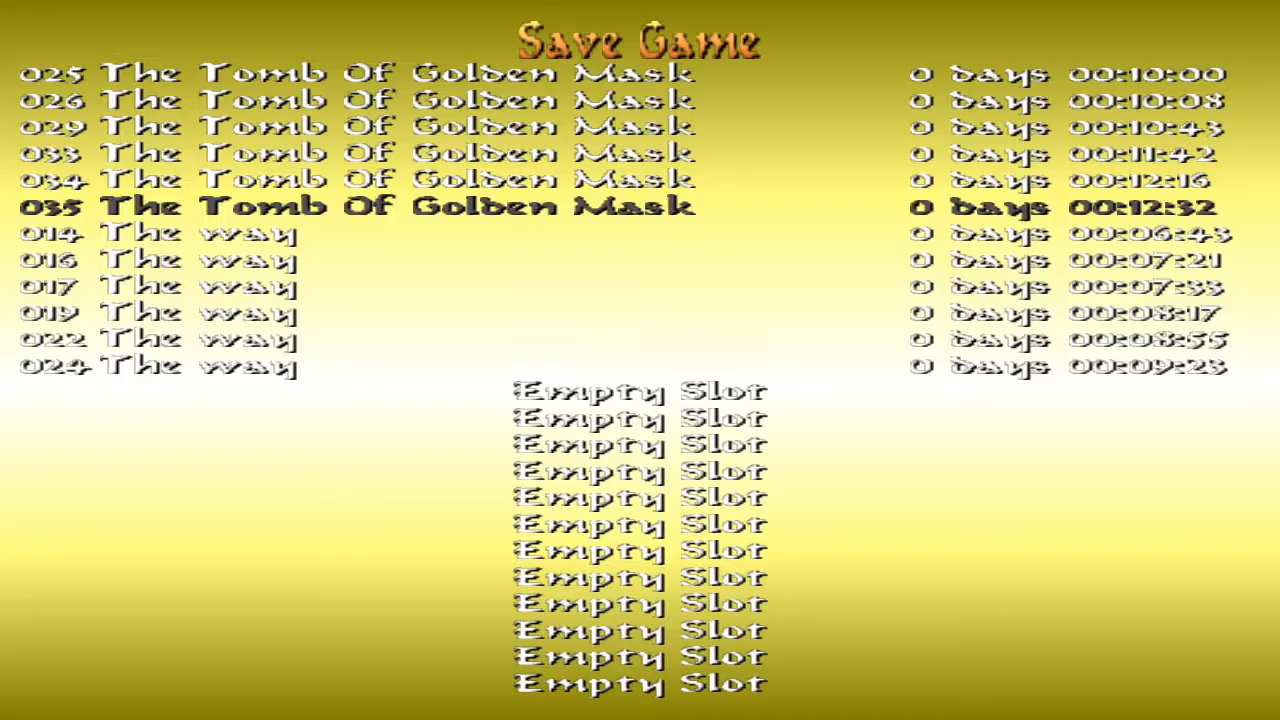 Save Game
025 The Tomb Of Golden Mask 0 days 00:10:00
026 The Tomb Of Golden Mask 0 days 00:10:08
029 The Tomb Of Golden Mask 0 days 00:10:43
033 The Tomb Of Golden Mask 0 days 00:11:42
034 The Tomb Of Golden Mask 0 days 00:12:16
035 The Tomb Of Golden Mask 0 days 00:12:32
014 The way 0 days 00:06:43
016 The way 0 days 00:07:21
017 The way 0 days 00:07:33
019 The way 0 days 00:08:17
022 The way 0 days 00:08:55
024 The way 0 days 00:09:23
Empty Slot
Empty Slot
Empty Slot
Empty Slot
Empty Slot
Empty Slot
Empty Slot
Empty Slot
Empty Slot
Empty Slot
Empty Slot
Empty Slot